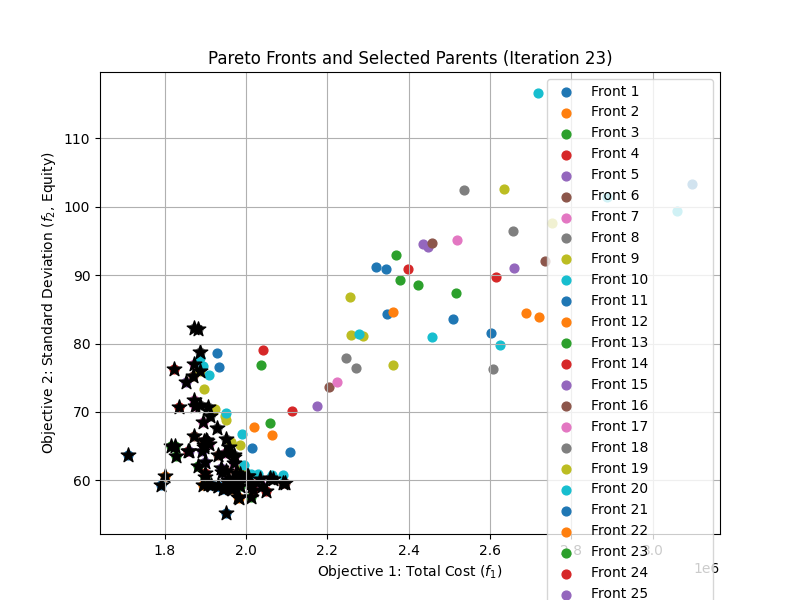 Pareto Fronts and Selected Parents (Iteration 23)
Objective 2: Standard Deviation (f₂, Equity)
110
100
90
80
70
60
1.8
2.0
2.2
2.4
2.6
2.8
3.0
1e6
Objective 1: Total Cost (f₁)
Front 1
Front 2
Front 3
Front 4
Front 5
Front 6
Front 7
Front 8
Front 9
Front 10
Front 11
Front 12
Front 13
Front 14
Front 15
Front 16
Front 17
Front 18
Front 19
Front 20
Front 21
Front 22
Front 23
Front 24
Front 25